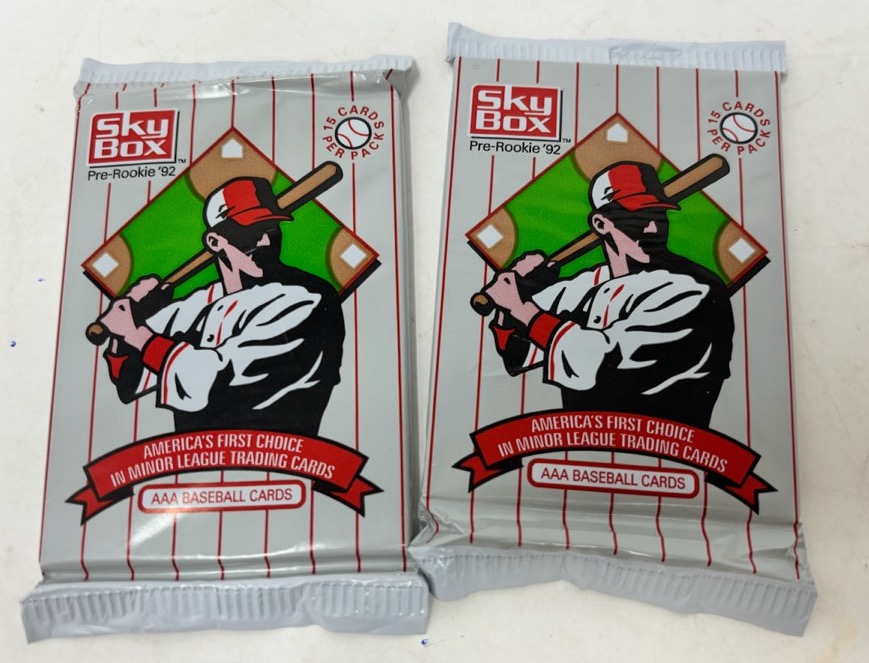 Sky
Box™
Pre-Rookie '92
15 CARDS
PER PACK
AMERICA'S FIRST CHOICE
IN MINOR LEAGUE TRADING CARDS
AAA BASEBALL CARDS
Sky
Box™
Pre-Rookie '92
15 CARDS
PER PACK
AMERICA'S FIRST CHOICE
IN MINOR LEAGUE TRADING CARDS
AAA BASEBALL CARDS